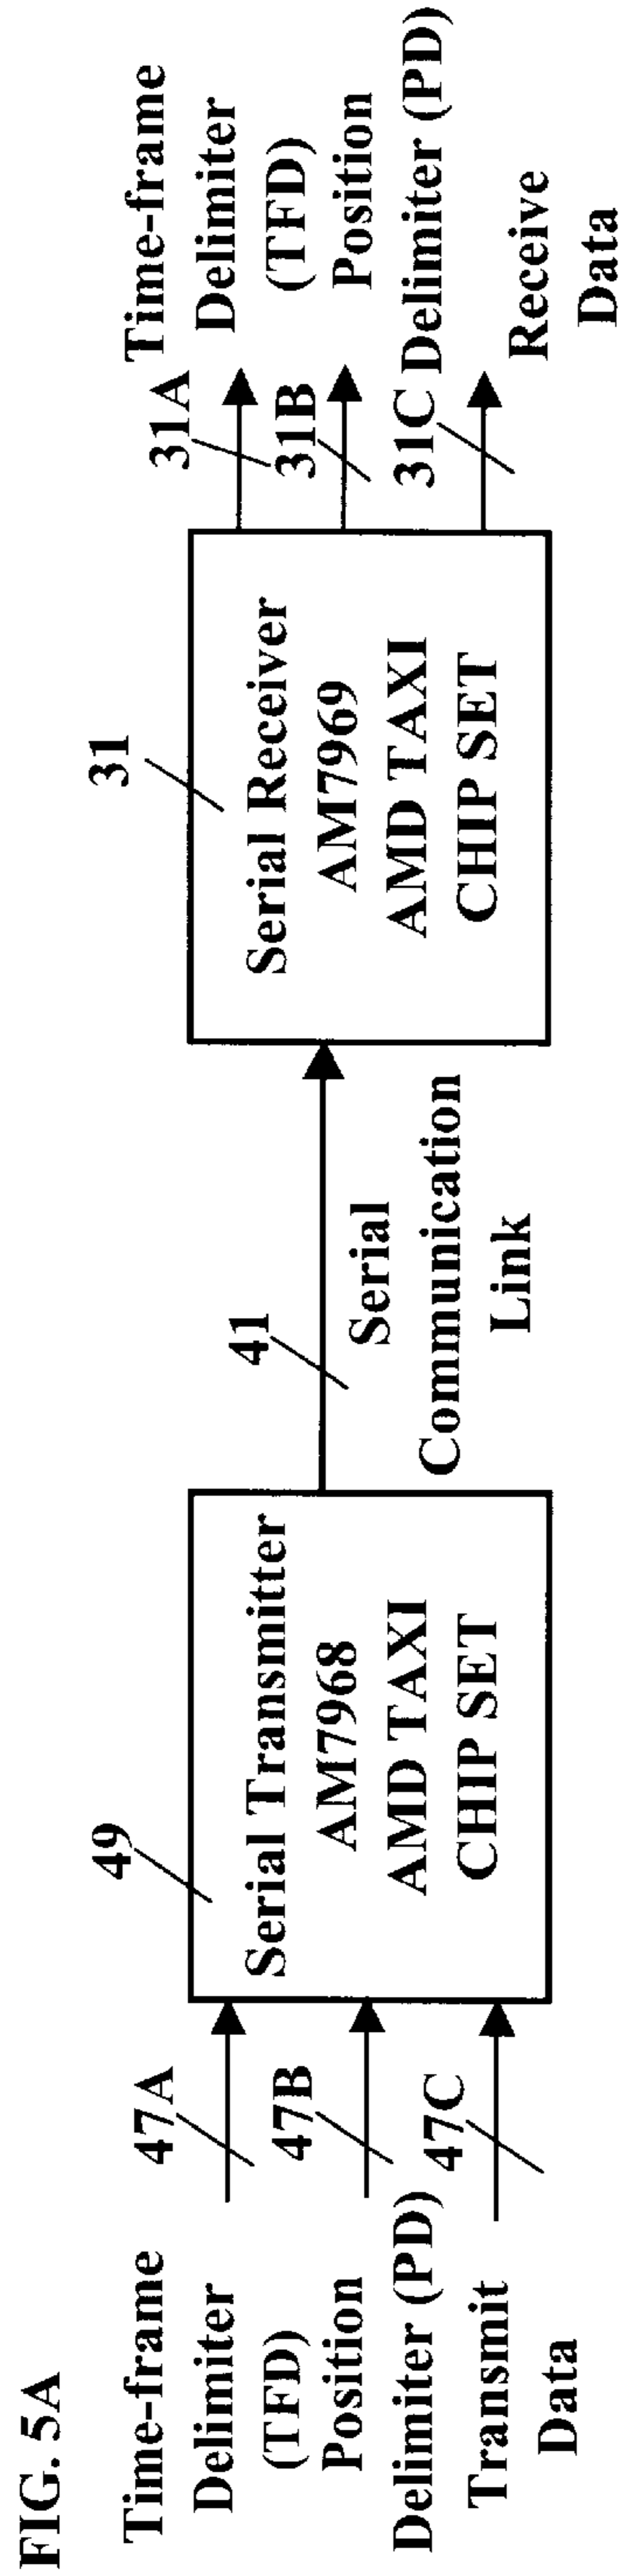 FIG. 5A
Time-frame
Delimiter
(TFD)
Position
Delimiter (PD)
Transmit
Data
47A
47B
47C
49
Serial Transmitter
AM7968
AMD TAXI
CHIP SET
41
Serial
Communication
Link
31
Serial Receiver
AM7969
AMD TAXI
CHIP SET
31A
31B
31C
Time-frame
Delimiter
(TFD)
Position
Delimiter (PD)
Receive
Data